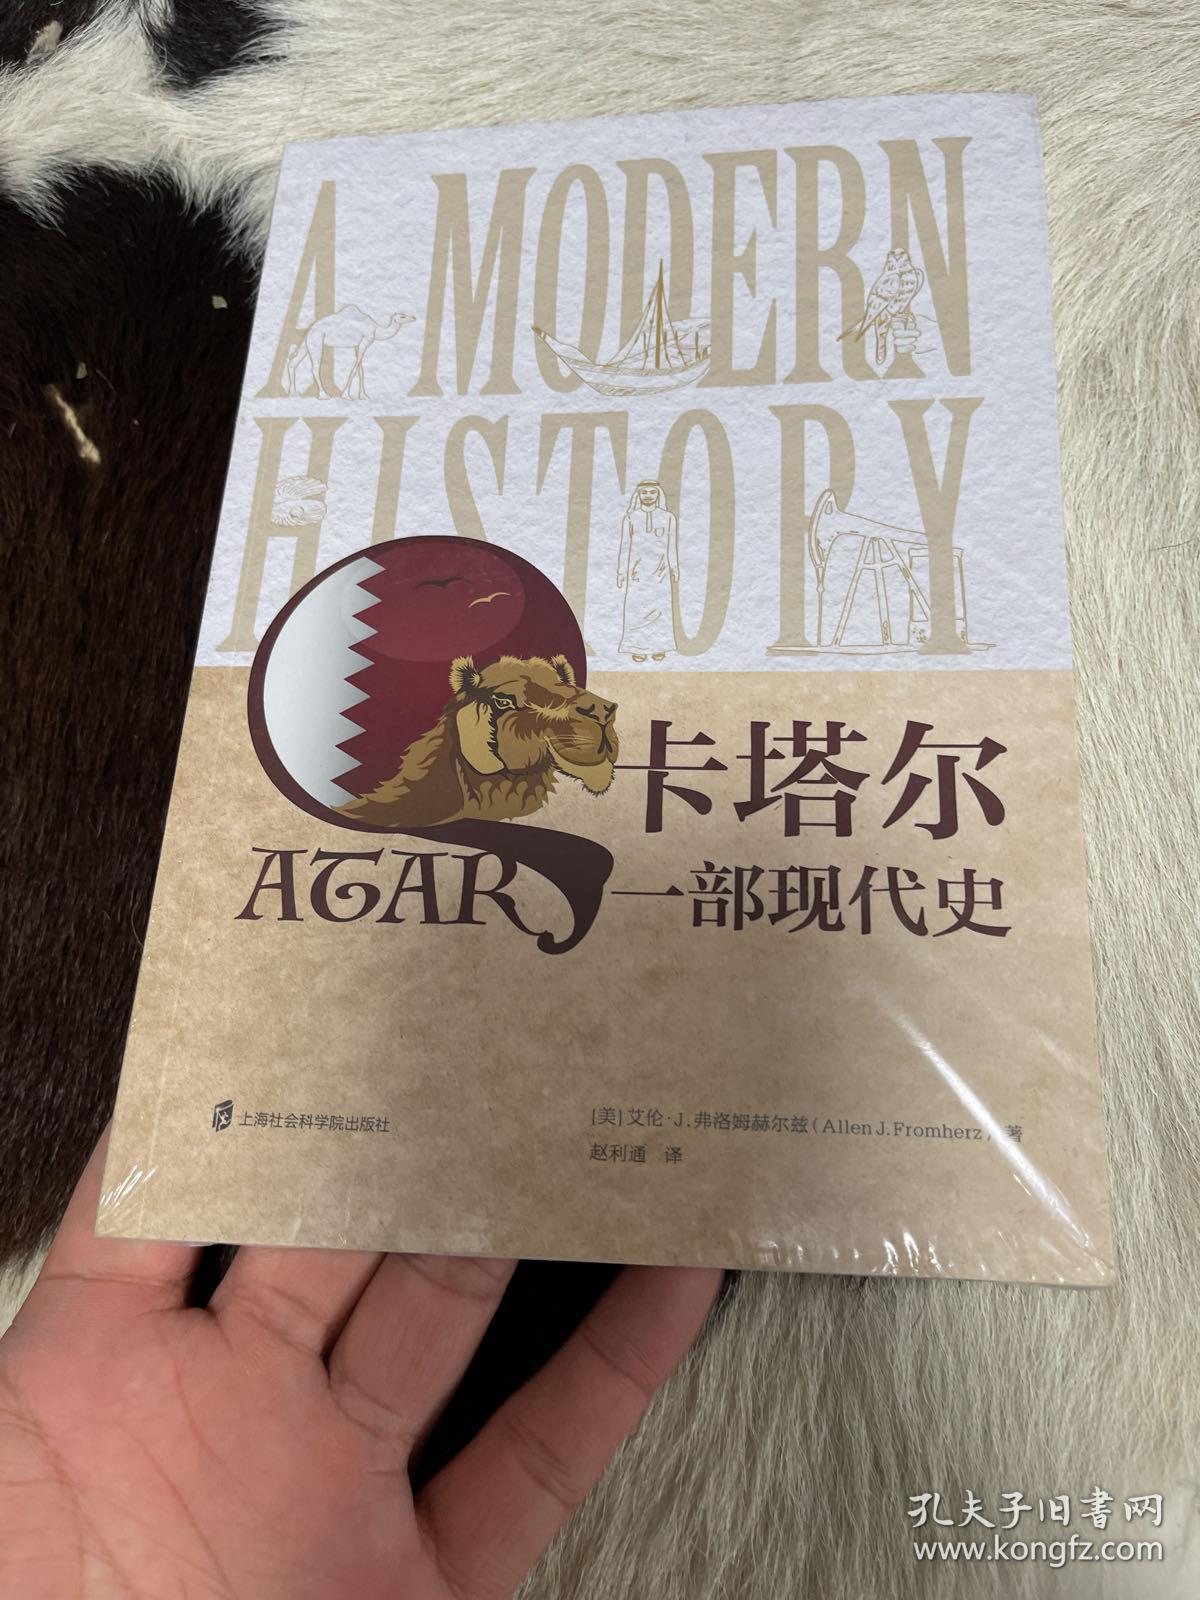 A MODERN
HISTORY
QATAR
卡塔尔
一部现代史
上海社会科学院出版社
[美] 艾伦·J.弗洛姆赫尔兹(Allen J.Fromherz) 著
赵利通 译
孔夫子旧书网
www.kongfz.com